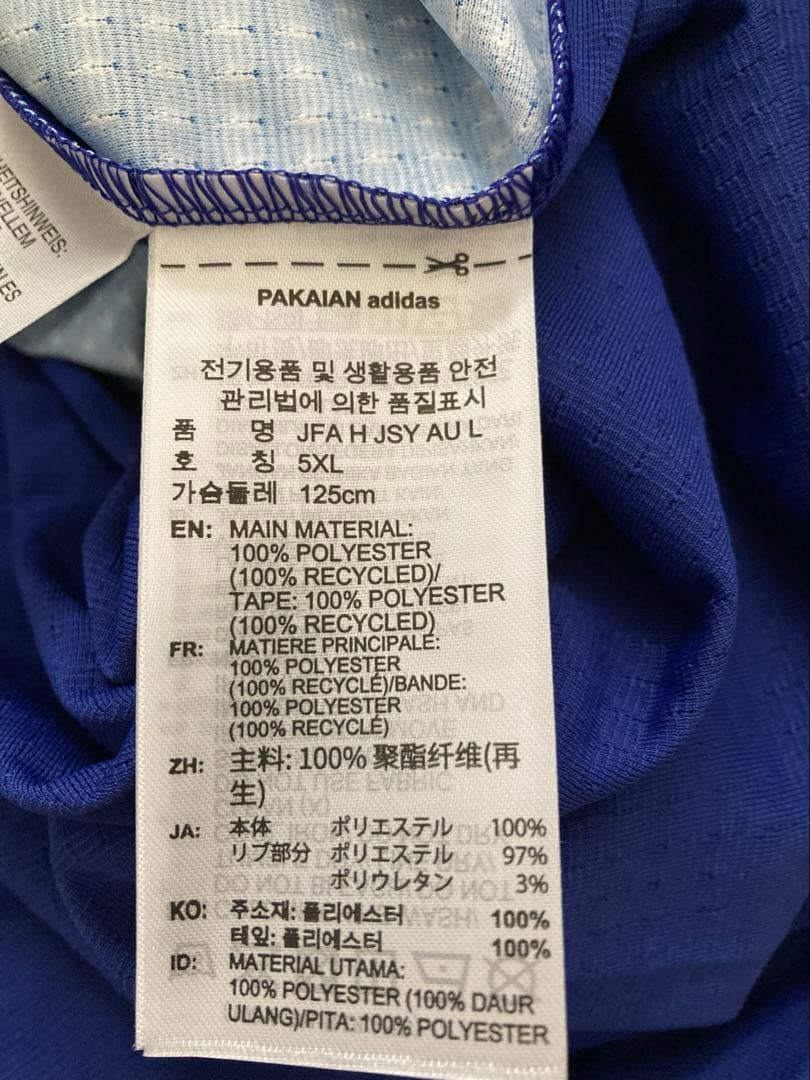 PAKAIAN adidas
전기용품 및 생활용품 안전
관리법에 의한 품질표시
품 명 JFA H JSY AU L
호 칭 5XL
가슴둘레 125cm
EN: MAIN MATERIAL:
100% POLYESTER
(100% RECYCLED)/
TAPE: 100% POLYESTER
(100% RECYCLED)
FR: MATIERE PRINCIPALE:
100% POLYESTER
(100% RECYCLÉ)/BANDE:
100% POLYESTER
(100% RECYCLÉ)
ZH: 主料: 100% 聚酯纤维(再
生)
JA: 本体 ポリエステル 100%
リブ部分 ポリエステル 97%
ポリウレタン 3%
KO: 주소재: 폴리에스터 100%
태잎: 폴리에스터 100%
ID: MATERIAL UTAMA:
100% POLYESTER (100% DAUR
ULANG)/PITA: 100% POLYESTER